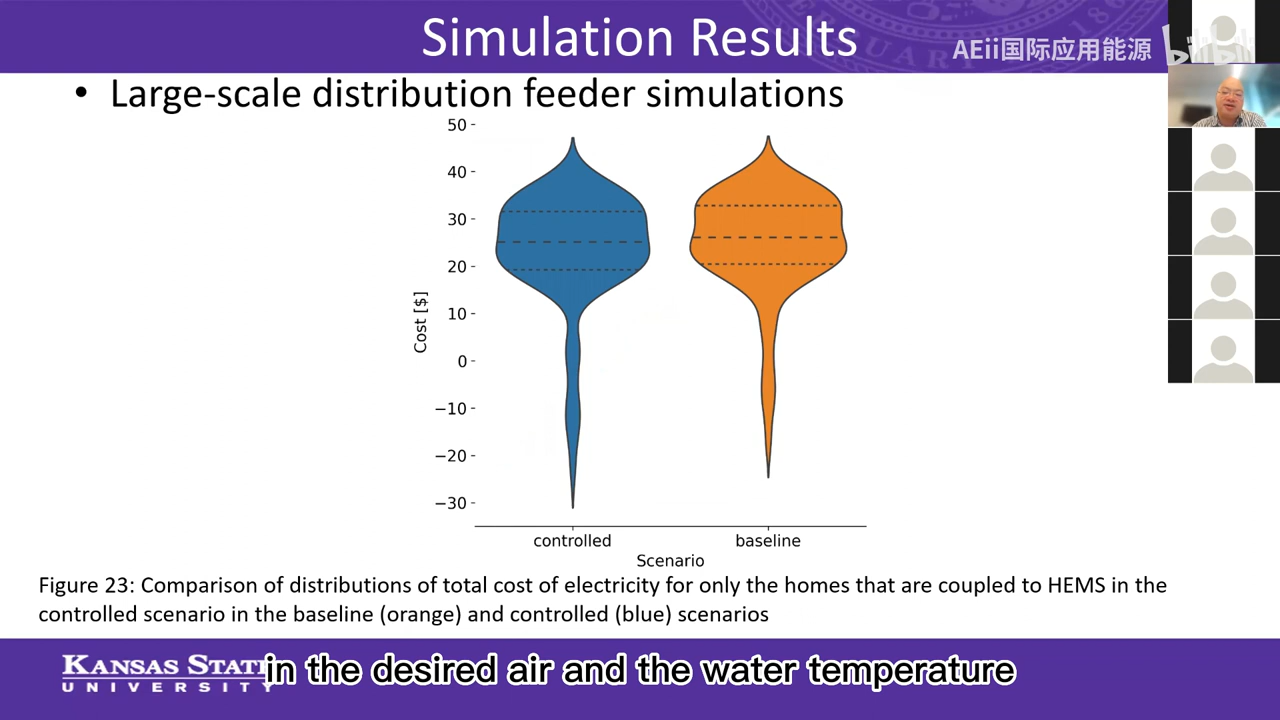 Simulation Results
AEii国际应用能源
bilibili
• Large-scale distribution feeder simulations
50
40
30
20
10
0
−10
−20
−30
Cost [$]
controlled
baseline
Scenario
Figure 23: Comparison of distributions of total cost of electricity for only the homes that are coupled to HEMS in the
controlled scenario in the baseline (orange) and controlled (blue) scenarios
KANSAS STATE
UNIVERSITY
in the desired air and the water temperature